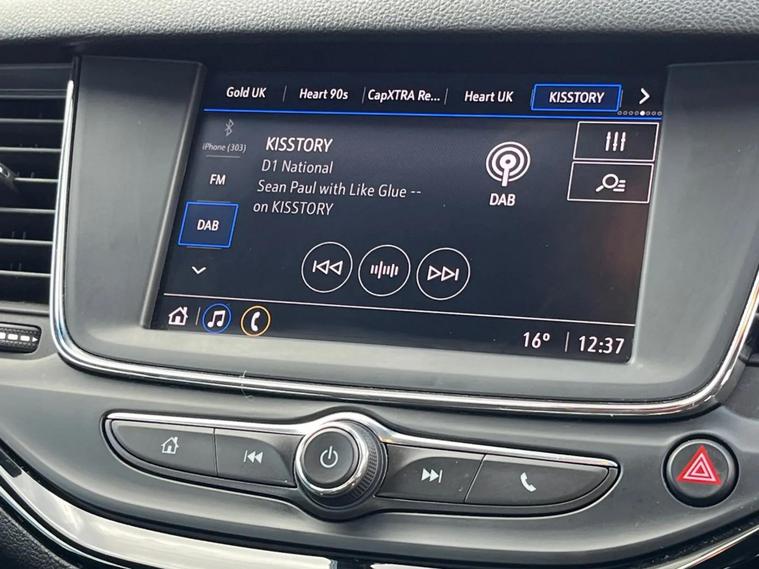 Gold UK
Heart 90s
CapXTRA Re...
Heart UK
KISSTORY
iPhone (303)
FM
DAB
KISSTORY
D1 National
Sean Paul with Like Glue --
on KISSTORY
DAB
16°
12:37